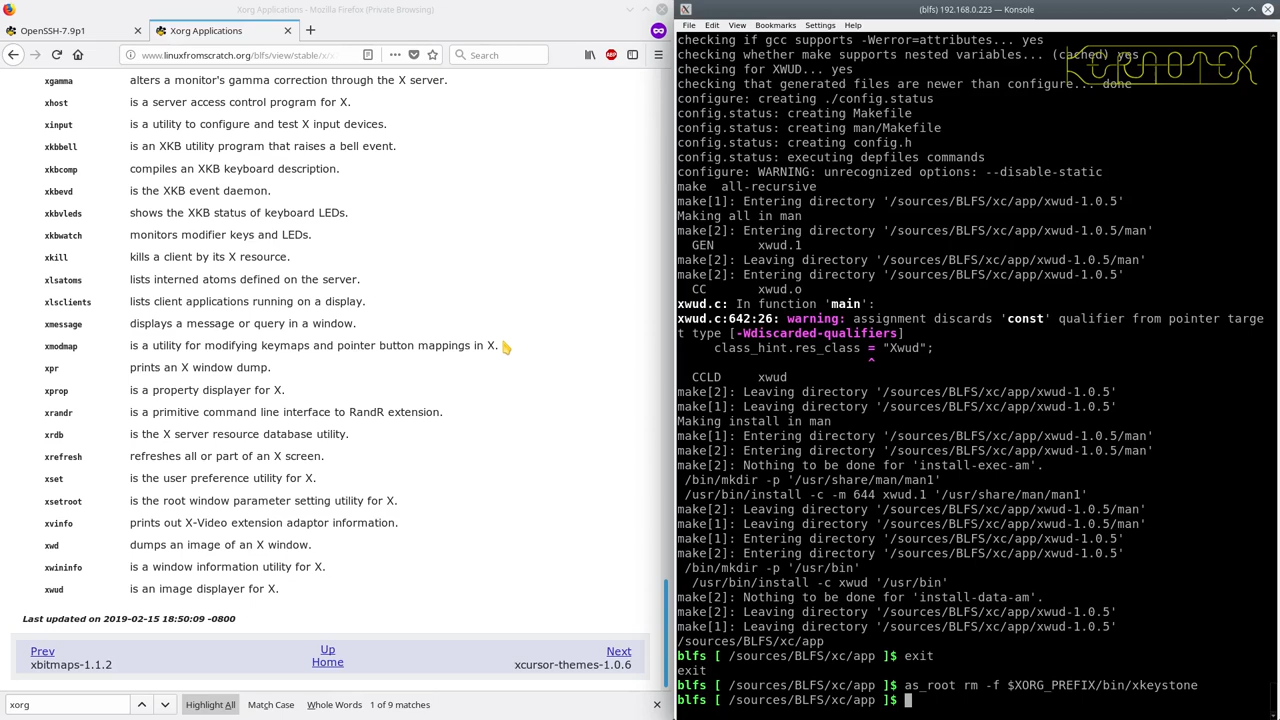 Xorg Applications - Mozilla Firefox (Private Browsing)
OpenSSH-7.9p1
Xorg Applications
www.linuxfromscratch.org/blfs/view/stable/x
Search
xgamma alters a monitor's gamma correction through the X server.
xhost is a server access control program for X.
xinput is a utility to configure and test X input devices.
xkbbell is an XKB utility program that raises a bell event.
xkbcomp compiles an XKB keyboard description.
xkbevd is the XKB event daemon.
xkbvleds shows the XKB status of keyboard LEDs.
xkbwatch monitors modifier keys and LEDs.
xkill kills a client by its X resource.
xlsatoms lists interned atoms defined on the server.
xlsclients lists client applications running on a display.
xmessage displays a message or query in a window.
xmodmap is a utility for modifying keymaps and pointer button mappings in X.
xpr prints an X window dump.
xprop is a property displayer for X.
xrandr is a primitive command line interface to RandR extension.
xrdb is the X server resource database utility.
xrefresh refreshes all or part of an X screen.
xset is the user preference utility for X.
xsetroot is the root window parameter setting utility for X.
xvinfo prints out X-Video extension adaptor information.
xwd dumps an image of an X window.
xwininfo is a window information utility for X.
xwud is an image displayer for X.
Last updated on 2019-02-15 18:50:09 -0800
Prev Up Next
xbitmaps-1.1.2 Home xcursor-themes-1.0.6
xorg Highlight All Match Case Whole Words 1 of 9 matches
(blfs) 192.168.0.223 — Konsole
File Edit View Bookmarks Settings Help
checking if gcc supports -Werror=attributes... yes
checking whether make supports nested variables... (cached) yes
checking for XWUD... yes
checking that generated files are newer than configure... done
configure: creating ./config.status
config.status: creating Makefile
config.status: creating man/Makefile
config.status: creating config.h
config.status: executing depfiles commands
configure: WARNING: unrecognized options: --disable-static
make  all-recursive
make[1]: Entering directory '/sources/BLFS/xc/app/xwud-1.0.5'
Making all in man
make[2]: Entering directory '/sources/BLFS/xc/app/xwud-1.0.5/man'
GEN      xwud.1
make[2]: Leaving directory '/sources/BLFS/xc/app/xwud-1.0.5/man'
make[2]: Entering directory '/sources/BLFS/xc/app/xwud-1.0.5'
CC       xwud.o
xwud.c: In function 'main':
xwud.c:642:26: warning: assignment discards 'const' qualifier from pointer targe
t type [-Wdiscarded-qualifiers]
class_hint.res_class = "Xwud";
^
CCLD     xwud
make[2]: Leaving directory '/sources/BLFS/xc/app/xwud-1.0.5'
make[1]: Leaving directory '/sources/BLFS/xc/app/xwud-1.0.5'
Making install in man
make[1]: Entering directory '/sources/BLFS/xc/app/xwud-1.0.5/man'
make[2]: Entering directory '/sources/BLFS/xc/app/xwud-1.0.5/man'
make[2]: Nothing to be done for 'install-exec-am'.
/bin/mkdir -p '/usr/share/man/man1'
/usr/bin/install -c -m 644 xwud.1 '/usr/share/man/man1'
make[2]: Leaving directory '/sources/BLFS/xc/app/xwud-1.0.5/man'
make[1]: Leaving directory '/sources/BLFS/xc/app/xwud-1.0.5/man'
make[1]: Entering directory '/sources/BLFS/xc/app/xwud-1.0.5'
make[2]: Entering directory '/sources/BLFS/xc/app/xwud-1.0.5'
/bin/mkdir -p '/usr/bin'
/usr/bin/install -c xwud '/usr/bin'
make[2]: Nothing to be done for 'install-data-am'.
make[2]: Leaving directory '/sources/BLFS/xc/app/xwud-1.0.5'
make[1]: Leaving directory '/sources/BLFS/xc/app/xwud-1.0.5'
/sources/BLFS/xc/app
blfs [ /sources/BLFS/xc/app ]$ exit
exit
blfs [ /sources/BLFS/xc/app ]$ as_root rm -f $XORG_PREFIX/bin/xkeystone
blfs [ /sources/BLFS/xc/app ]$